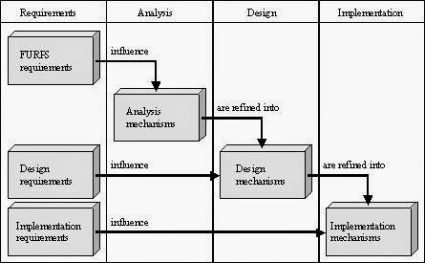 Requirements
Analysis
Design
Implementation
FURPS
requirements
influence
Analysis
mechanisms
are refined into
Design
requirements
influence
Design
mechanisms
are refined into
Implementation
requirements
influence
Implementation
mechanisms